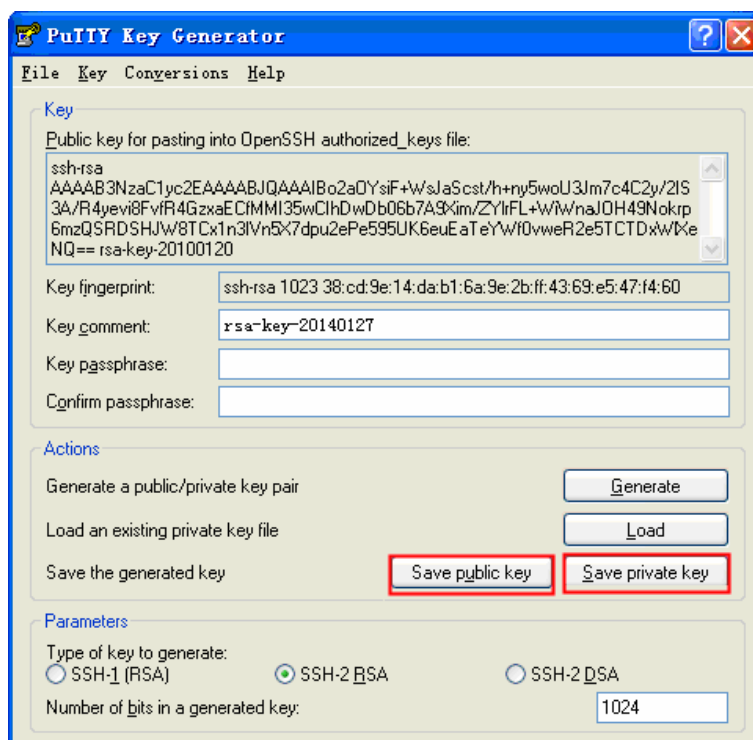 PuTTY Key Generator
File Key Conversions Help
Key
Public key for pasting into OpenSSH authorized_keys file:
ssh-rsa
AAAAB3NzaC1yc2EAAAABJQAAAIBo2a0YsiF+WsJaScst/h+ny5woU3Jm7c4C2y/2IS
3A/R4yevi8FvfR4GzxaECfMMI35wClhDwDb06b7A9Xim/ZYlrFL+WiWnaJOH49Nokrp
6mzQSRDSHJW8TCx1n3IVn5X7dpu2ePe595UK6euEaTeYWf0vweR2e5TCTDxWlXe
NQ== rsa-key-20100120
Key fingerprint: ssh-rsa 1023 38:cd:9e:14:da:b1:6a:9e:2b:ff:43:69:e5:47:f4:60
Key comment: rsa-key-20140127
Key passphrase:
Confirm passphrase:
Actions
Generate a public/private key pair Generate
Load an existing private key file Load
Save the generated key Save public key Save private key
Parameters
Type of key to generate:
SSH-1 (RSA) SSH-2 RSA SSH-2 DSA
Number of bits in a generated key: 1024